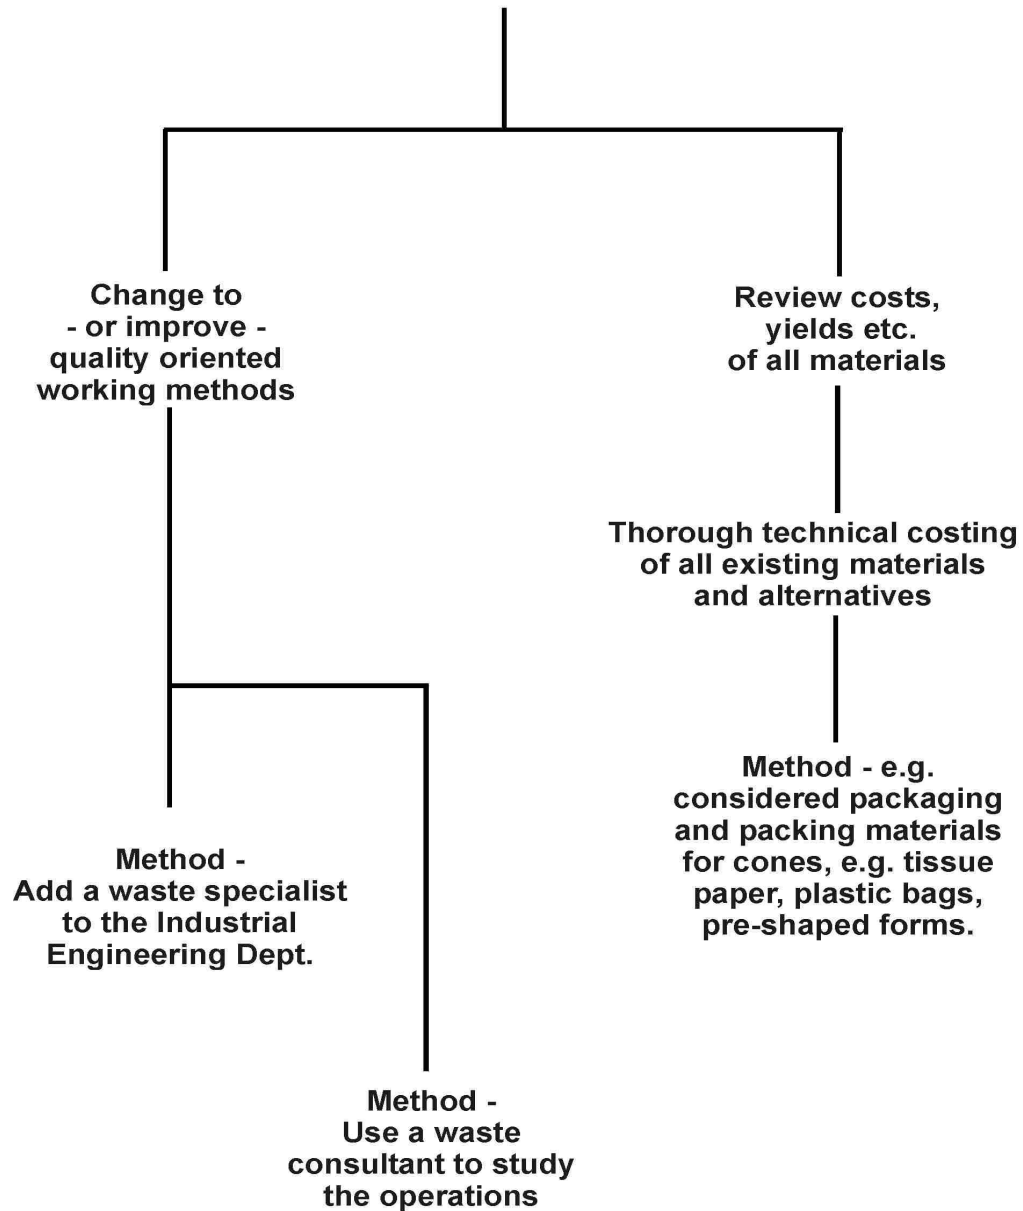 Change to
- or improve -
quality oriented
working methods
Review costs,
yields etc.
of all materials
Thorough technical costing
of all existing materials
and alternatives
Method -
Add a waste specialist
to the Industrial
Engineering Dept.
Method - e.g.
considered packaging
and packing materials
for cones, e.g. tissue
paper, plastic bags,
pre-shaped forms.
Method -
Use a waste
consultant to study
the operations